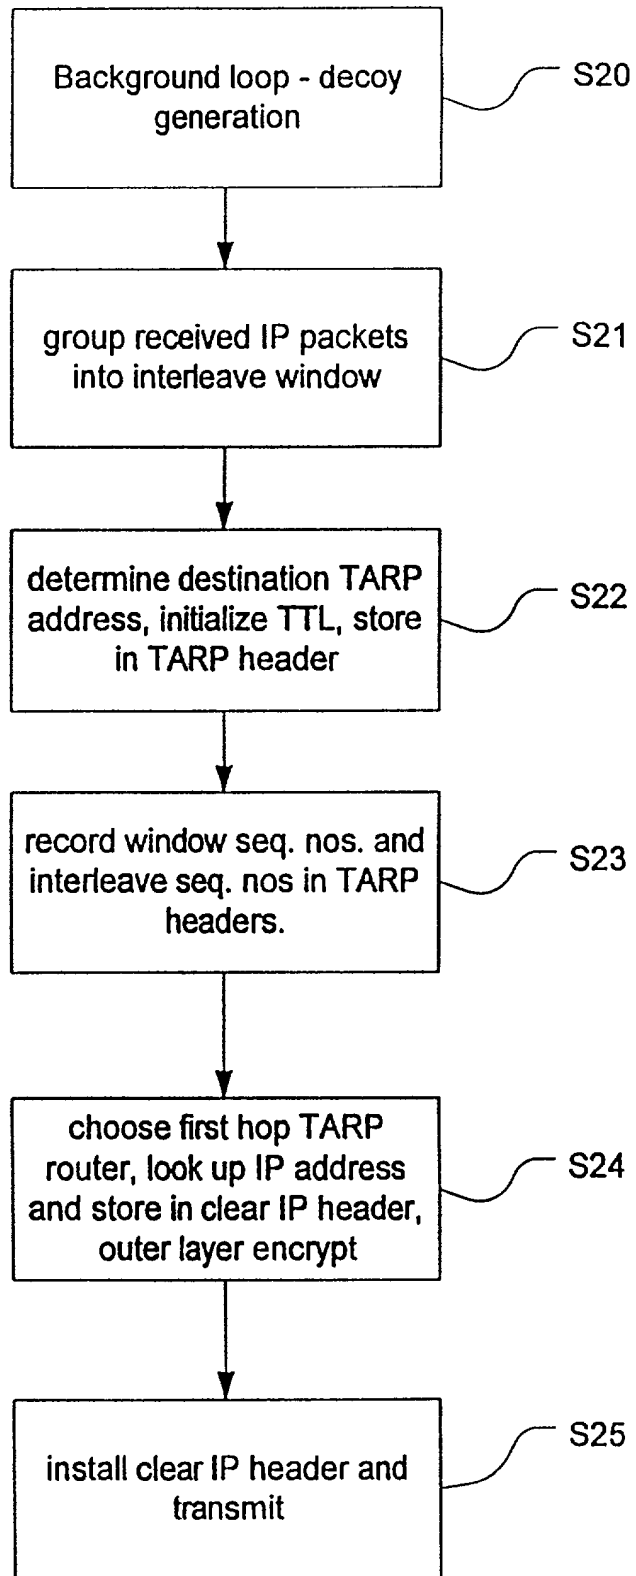 Background loop - decoy
generation
S20
group received IP packets
into interleave window
S21
determine destination TARP
address, initialize TTL, store
in TARP header
S22
record window seq. nos. and
interleave seq. nos in TARP
headers.
S23
choose first hop TARP
router, look up IP address
and store in clear IP header,
outer layer encrypt
S24
install clear IP header and
transmit
S25